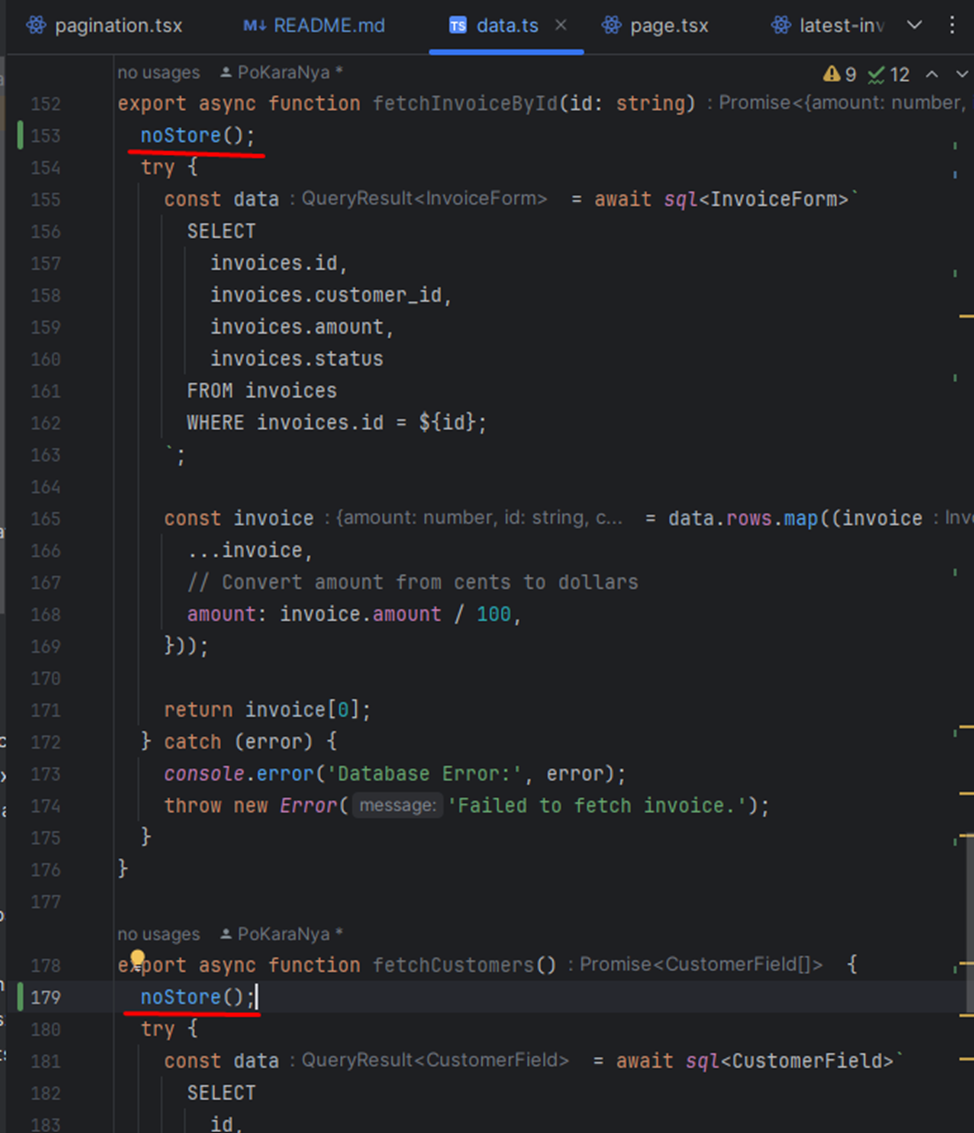 pagination.tsx README.md data.ts page.tsx latest-inv
no usages PoKaraNya * 9 12
152 export async function fetchInvoiceById(id: string) : Promise<{amount: number,
153 noStore();
154 try {
155 const data : QueryResult<InvoiceForm> = await sql<InvoiceForm>`
156 SELECT
157 invoices.id,
158 invoices.customer_id,
159 invoices.amount,
160 invoices.status
161 FROM invoices
162 WHERE invoices.id = ${id};
163 `;
164
165 const invoice : {amount: number, id: string, c... = data.rows.map((invoice : Inv
166 ...invoice,
167 // Convert amount from cents to dollars
168 amount: invoice.amount / 100,
169 }));
170
171 return invoice[0];
172 } catch (error) {
173 console.error('Database Error:', error);
174 throw new Error( message: 'Failed to fetch invoice.');
175 }
176 }
177
no usages PoKaraNya *
178 export async function fetchCustomers() : Promise<CustomerField[]> {
179 noStore();
180 try {
181 const data : QueryResult<CustomerField> = await sql<CustomerField>`
182 SELECT
183 id,